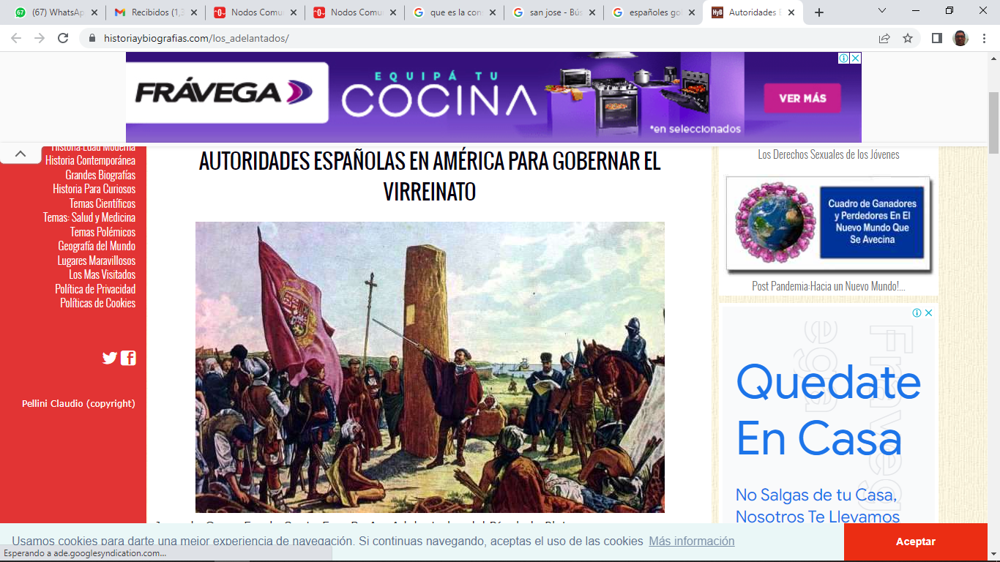 67
(67) WhatsAp
Recibidos (1,3
Nodos Comu
Nodos Comu
que es la con
san jose - Bús
españoles go
HyB
Autoridades E
historiaybiografias.com/los_adelantados/
FRÁVEGA
EQUIPÁ TU
COCINA
*en seleccionados
VER MÁS
Historia Edad Moderna
Historia Contemporánea
Grandes Biografías
Historia Para Curiosos
Temas Científicos
Temas: Salud y Medicina
Temas Polémicos
Geografía del Mundo
Lugares Maravillosos
Los Mas Visitados
Política de Privacidad
Políticas de Cookies
Pellini Claudio (copyright)
AUTORIDADES ESPAÑOLAS EN AMÉRICA PARA GOBERNAR EL
VIRREINATO
Los Derechos Sexuales de los Jóvenes
Cuadro de Ganadores
y Perdedores En El
Nuevo Mundo Que
Se Avecina
Post Pandemia:Hacia un Nuevo Mundo!...
Fraveg
ega
Quedate
En Casa
No Salgas de tu Casa,
Nosotros Te Llevamos
Usamos cookies para darte una mejor experiencia de navegación. Si continuas navegando, aceptas el uso de las cookies Más información
Aceptar
Esperando a ade.googlesyndication.com...